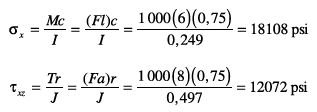 σₓ = Mc/I = (Fl)c/I = 1 000(6)(0,75)/0,249 = 18108 psi
τₓz = Tr/J = (Fa)r/J = 1 000(8)(0,75)/0,497 = 12072 psi